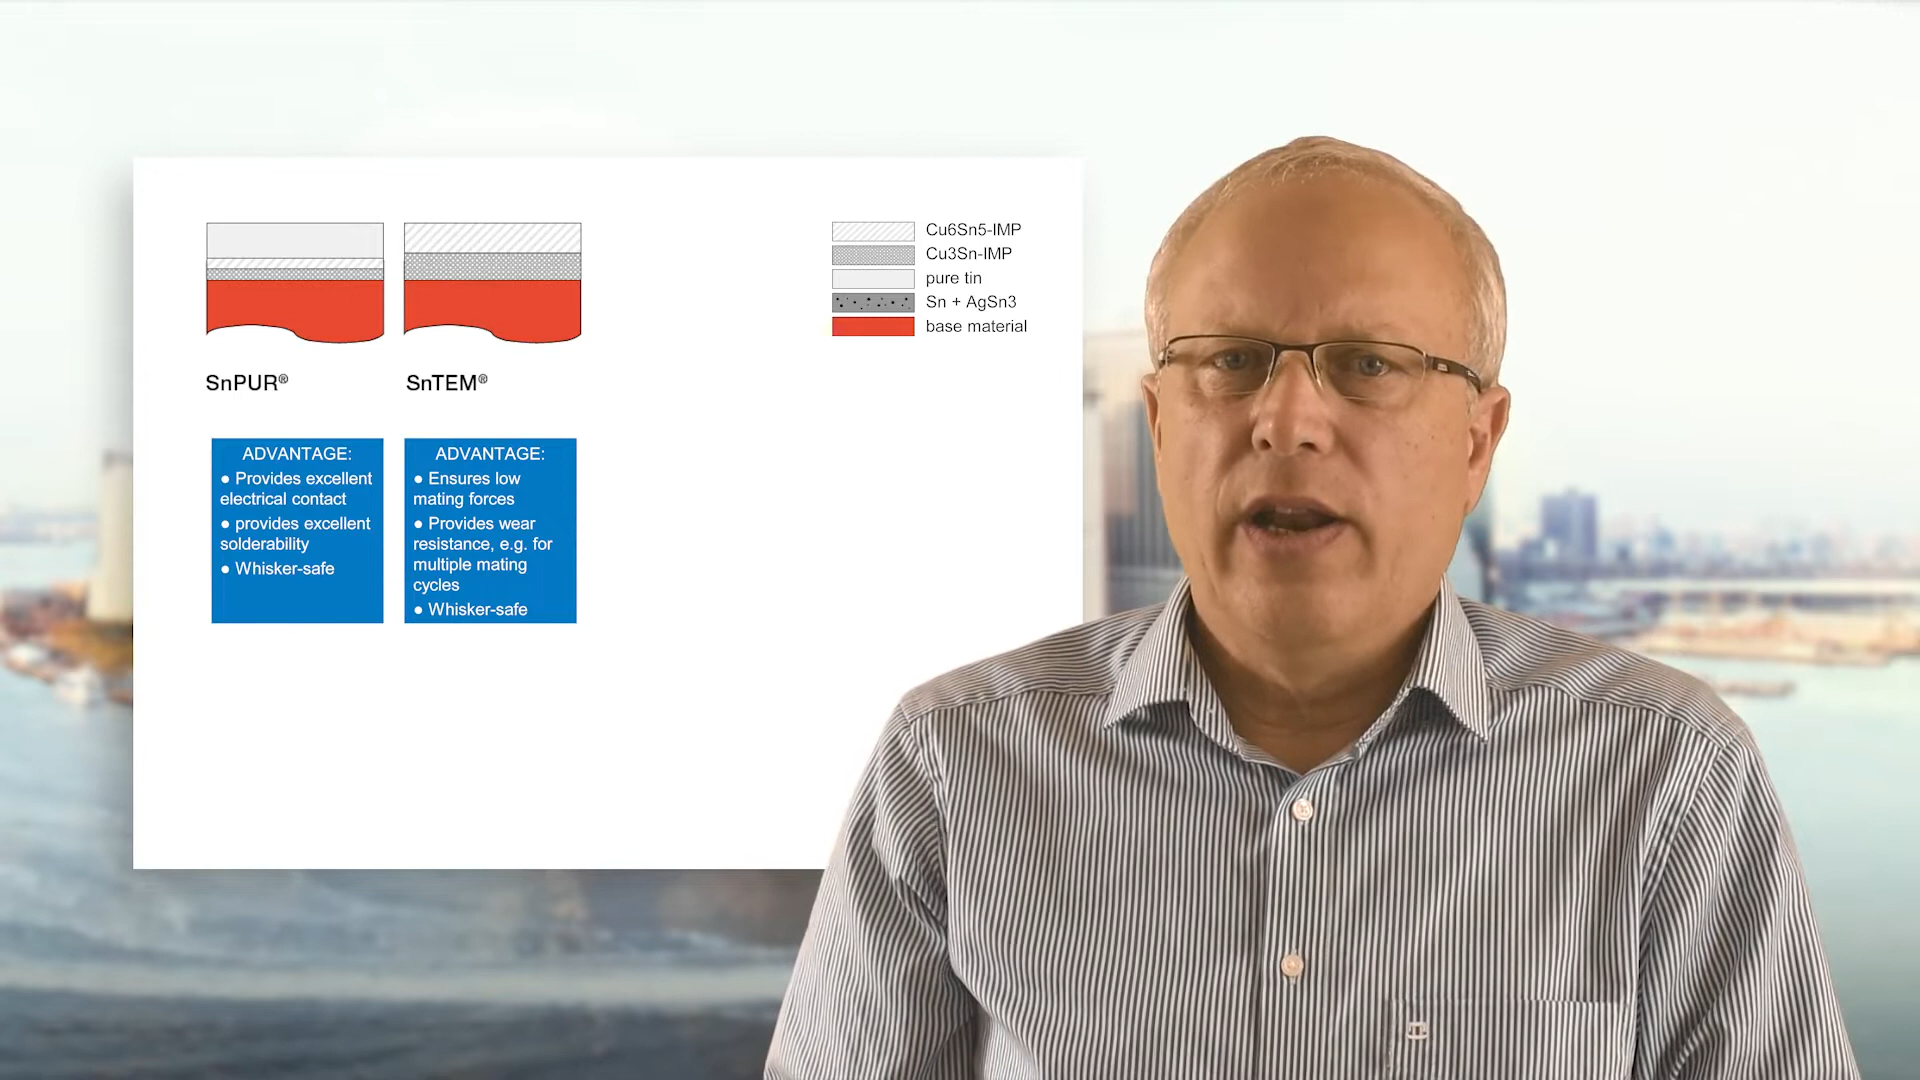 Cu6Sn5-IMP
Cu3Sn-IMP
pure tin
Sn + AgSn3
base material
SnPUR®
SnTEM®
ADVANTAGE:
● Provides excellent
electrical contact
● provides excellent
solderability
● Whisker-safe
ADVANTAGE:
● Ensures low
mating forces
● Provides wear
resistance, e.g. for
multiple mating
cycles
● Whisker-safe